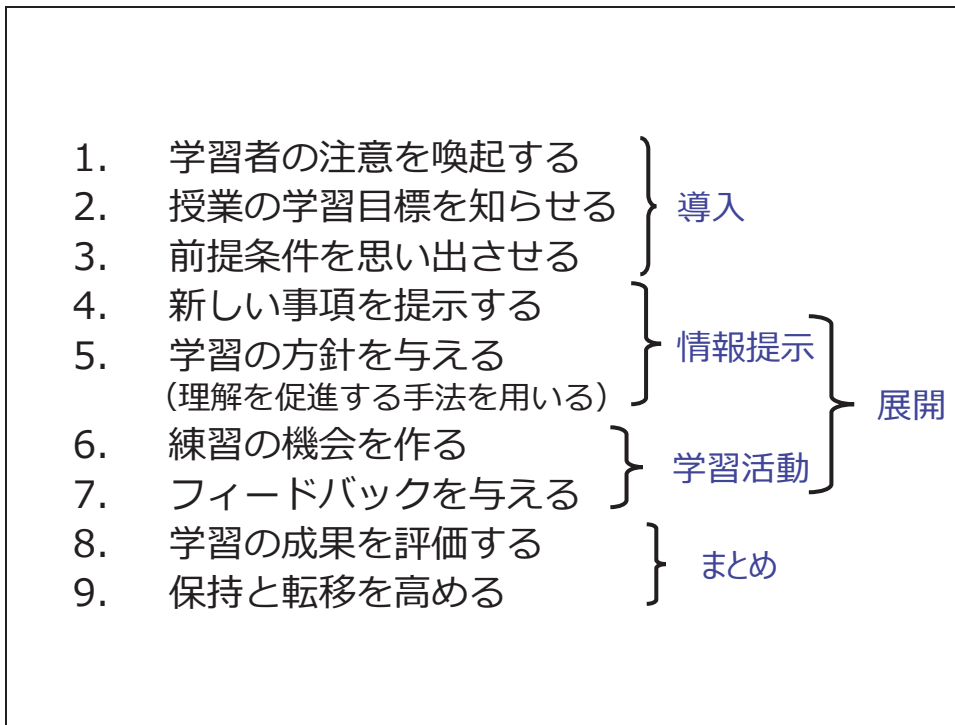 1. 学習者の注意を喚起する
2. 授業の学習目標を知らせる
3. 前提条件を思い出させる
導入
4. 新しい事項を提示する
5. 学習の方針を与える
（理解を促進する手法を用いる）
情報提示
6. 練習の機会を作る
7. フィードバックを与える
学習活動
展開
8. 学習の成果を評価する
9. 保持と転移を高める
まとめ